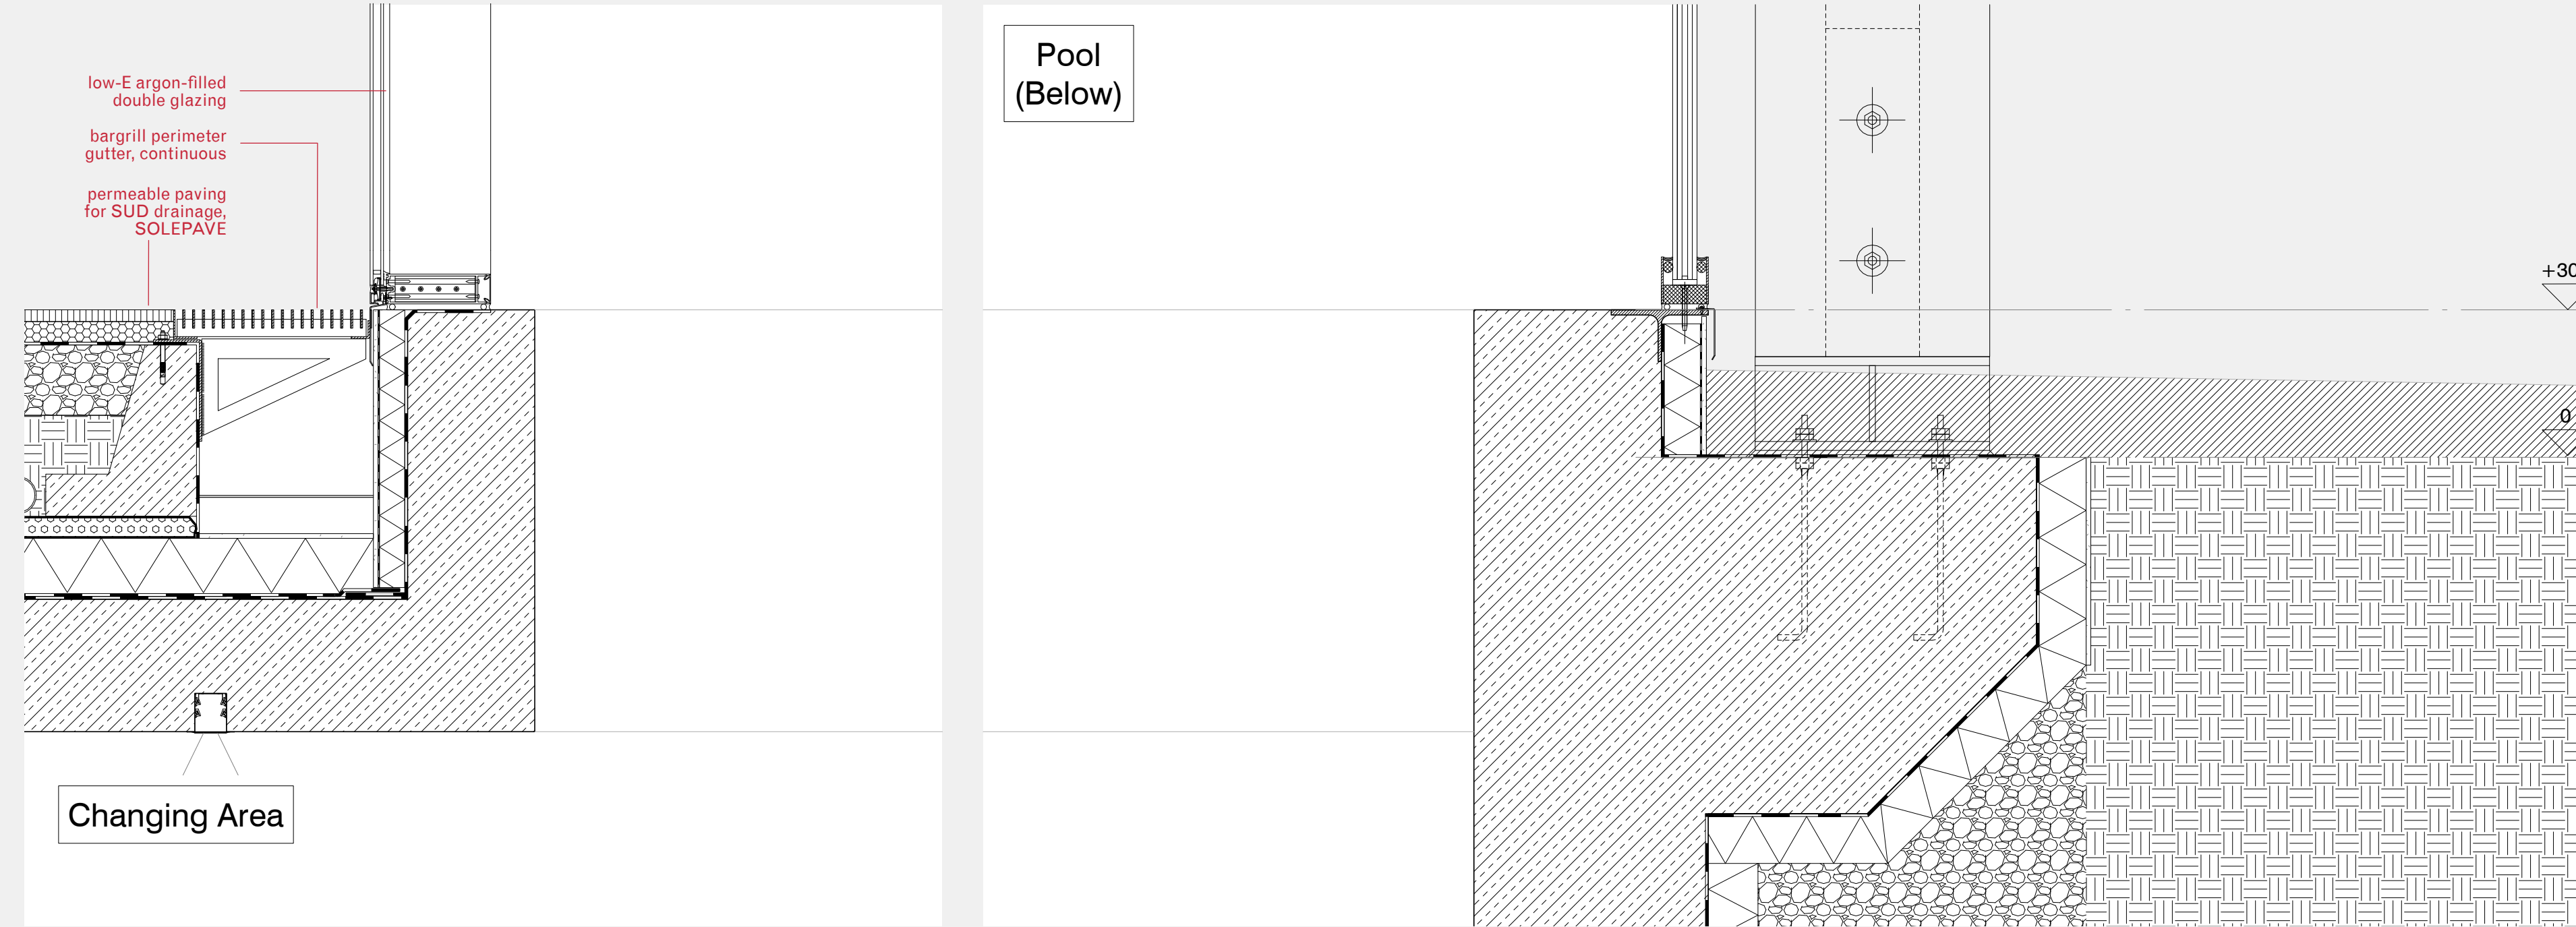 low-E argon-filled
double glazing
bargrill perimeter
gutter, continuous
permeable paving
for SUD drainage,
SOLEPAVE
Changing Area
Pool
(Below)
+30
0